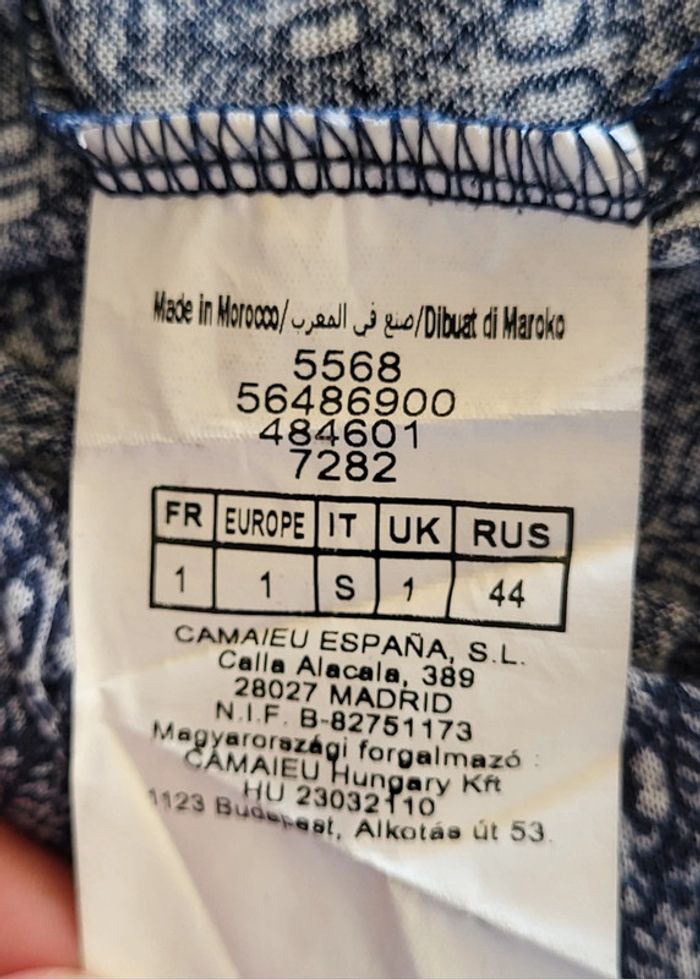 Made in Morocco/صنع في المغرب/Dibuat di Maroko
5568
56486900
484601
7282
FR EUROPE IT UK RUS
1 1 S 1 44
CAMAIEU ESPAÑA, S.L.
Calla Alacala, 389
28027 MADRID
N.I.F. B-82751173
Magyarországi forgalmazó :
CAMAIEU Hungary Kft
HU 23032110
1123 Budapest, Alkotás út 53.